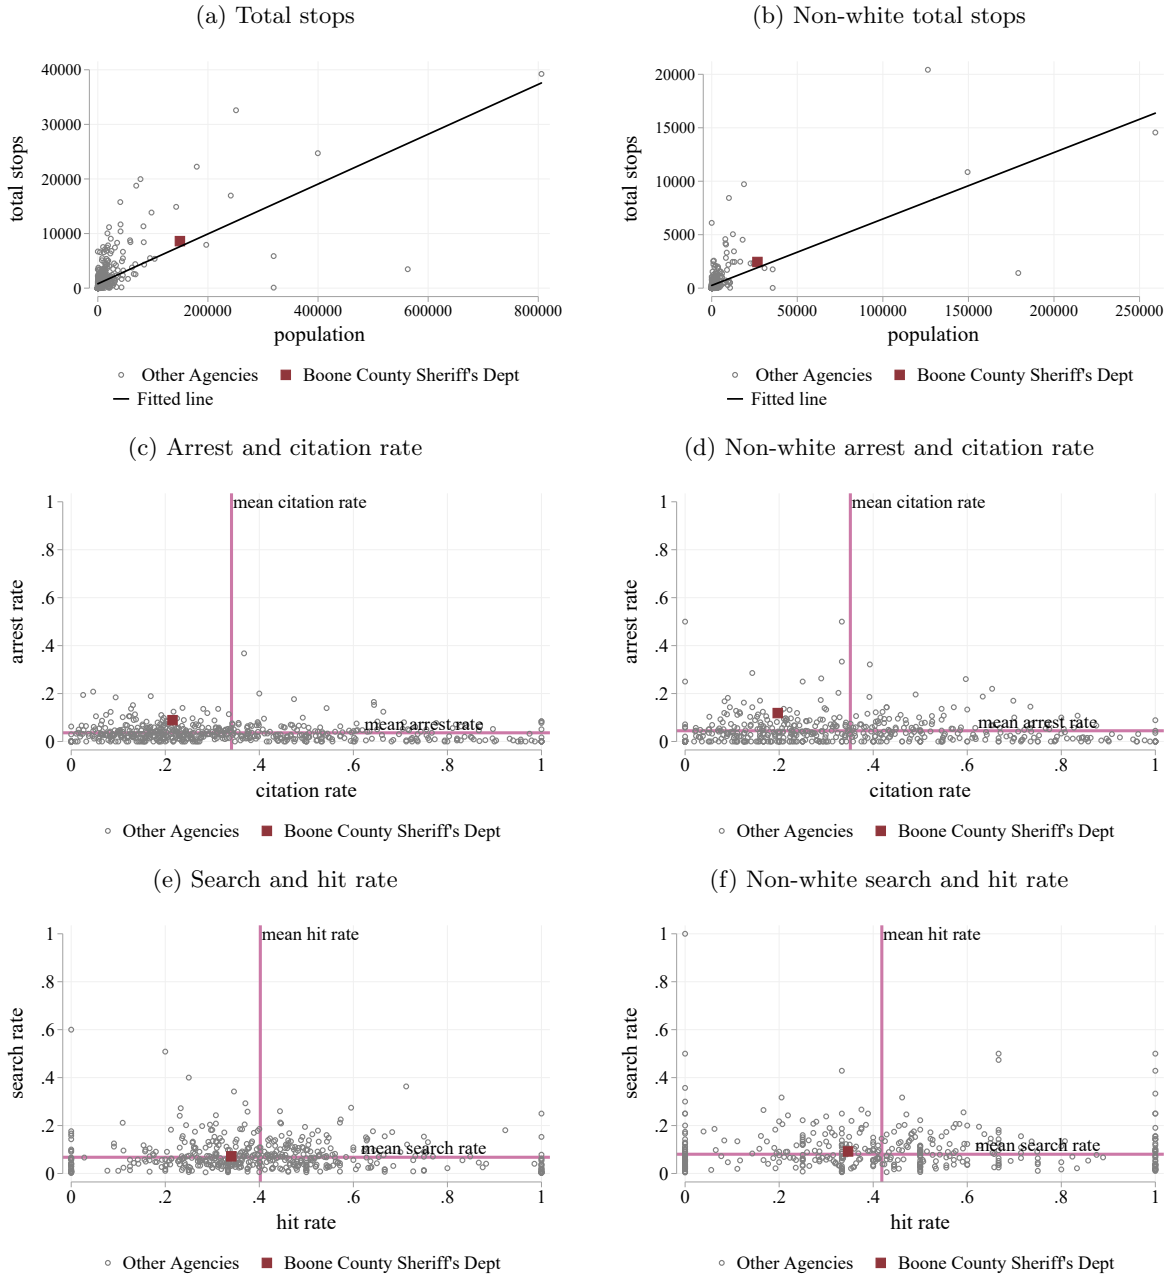 (a) Total stops
40000
30000
20000
10000
0
total stops
0 200000 400000 600000 800000
population
Other Agencies Boone County Sheriff's Dept
Fitted line
(b) Non-white total stops
20000
15000
10000
5000
0
total stops
0 50000 100000 150000 200000 250000
population
Other Agencies Boone County Sheriff's Dept
Fitted line
(c) Arrest and citation rate
1
.8
.6
.4
.2
0
arrest rate
mean citation rate
mean arrest rate
0 .2 .4 .6 .8 1
citation rate
Other Agencies Boone County Sheriff's Dept
(d) Non-white arrest and citation rate
1
.8
.6
.4
.2
0
arrest rate
mean citation rate
mean arrest rate
0 .2 .4 .6 .8 1
citation rate
Other Agencies Boone County Sheriff's Dept
(e) Search and hit rate
1
.8
.6
.4
.2
0
search rate
mean hit rate
mean search rate
0 .2 .4 .6 .8 1
hit rate
Other Agencies Boone County Sheriff's Dept
(f) Non-white search and hit rate
1
.8
.6
.4
.2
0
search rate
mean hit rate
mean search rate
0 .2 .4 .6 .8 1
hit rate
Other Agencies Boone County Sheriff's Dept